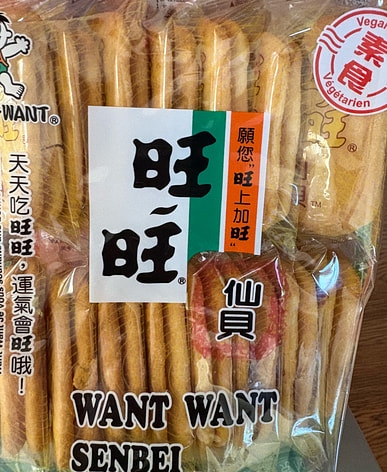 Vegan
素食
Végétarien
-WANT®
旺旺®
願您"旺上加旺"
天天吃旺旺，運氣會旺哦！
仙貝
WANT WANT
SENBEI